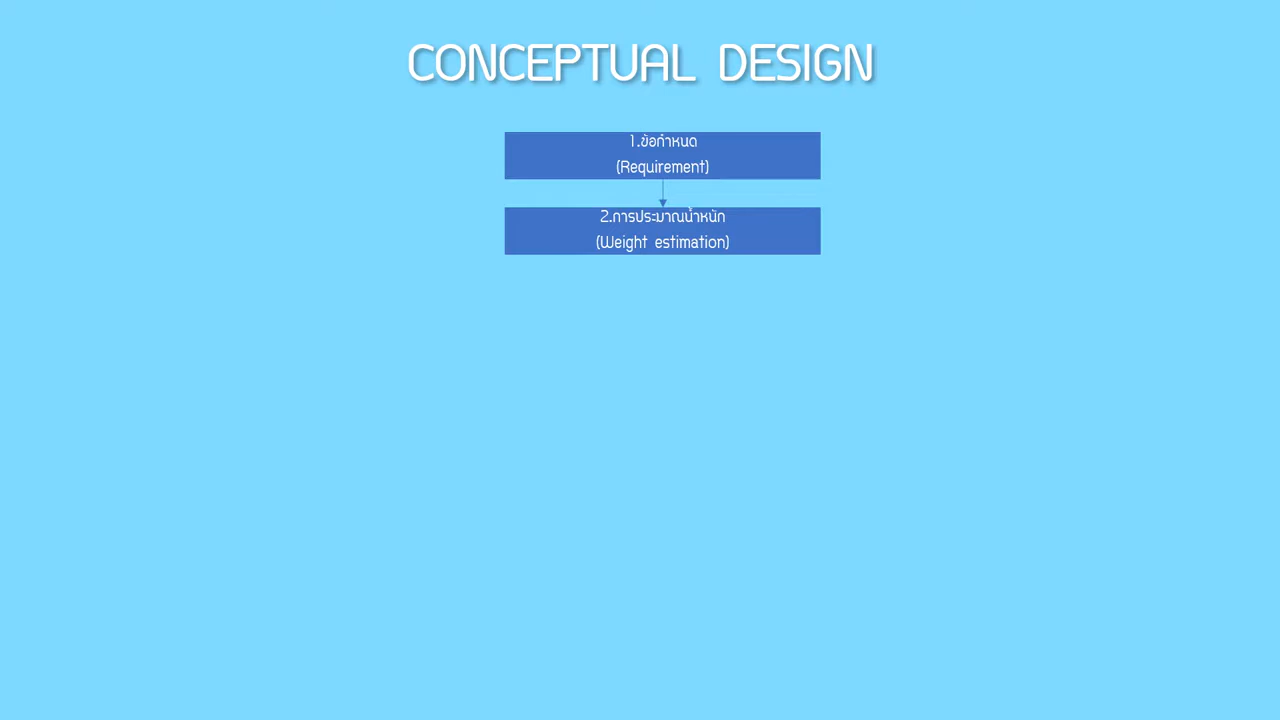 CONCEPTUAL DESIGN
1.ข้อกำหนด
(Requirement)
2.การประมาณน้ำหนัก
(Weight estimation)